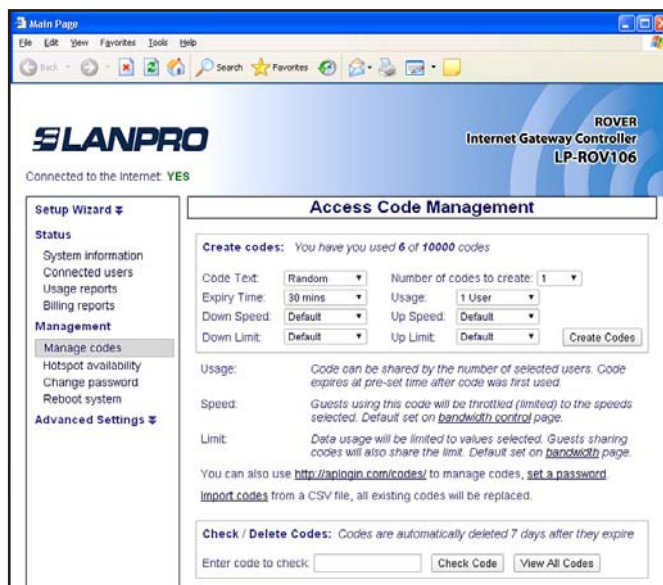 Main Page
File Edit View Favorites Tools Help
Back Search Favorites
LANPRO
ROVER
Internet Gateway Controller
LP-ROV106
Connected to the Internet: YES
Setup Wizard
Status
System information
Connected users
Usage reports
Billing reports
Management
Manage codes
Hotspot availability
Change password
Reboot system
Advanced Settings
Access Code Management
Create codes: You have you used 6 of 10000 codes
Code Text: Random Number of codes to create: 1
Expiry Time: 30 mins Usage: 1 User
Down Speed: Default Up Speed: Default
Down Limit: Default Up Limit: Default Create Codes
Usage: Code can be shared by the number of selected users. Code
expires at pre-set time after code was first used.
Speed: Guests using this code will be throttled (limited) to the speeds
selected. Default set on bandwidth control page.
Limit: Data usage will be limited to values selected. Guests sharing
codes will also share the limit. Default set on bandwidth page.
You can also use http://aplogin.com/codes/ to manage codes, set a password.
Import codes from a CSV file, all existing codes will be replaced.
Check / Delete Codes: Codes are automatically deleted 7 days after they expire
Enter code to check: Check Code View All Codes